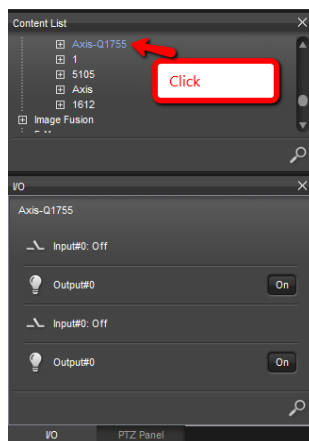 Content List
Axis-Q1755
1
5105
Click
Axis
1612
Image Fusion
I/O
Axis-Q1755
Input#0: Off
Output#0 On
Input#0: Off
Output#0 On
I/O PTZ Panel